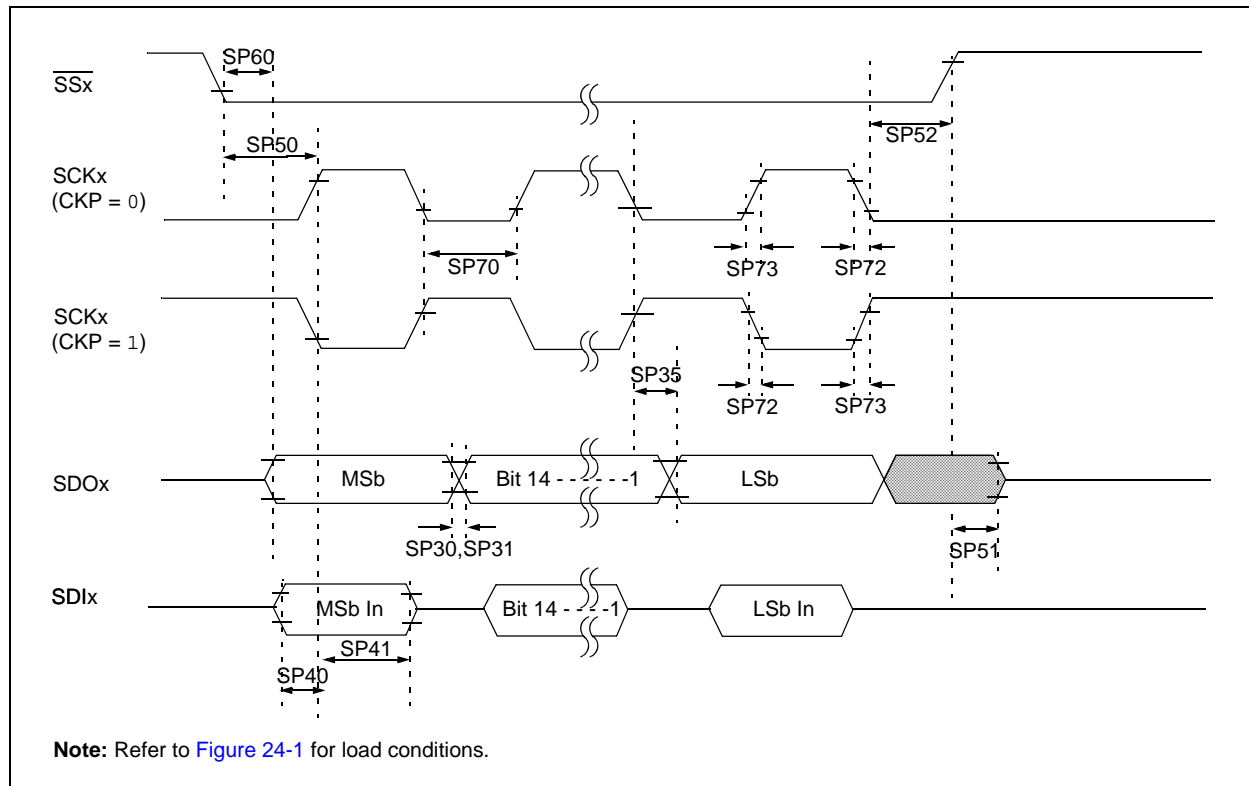 SP60
SSx
SP52
SP50
SCKx
(CKP = 0)
SP70
SP73
SP72
SCKx
(CKP = 1)
SP35
SP72
SP73
SDOx
MSb
Bit 14 - - - - - -1
LSb
SP30,SP31
SP51
SDIx
MSb In
Bit 14 - - - -1
LSb In
SP41
SP40
Note: Refer to Figure 24-1 for load conditions.